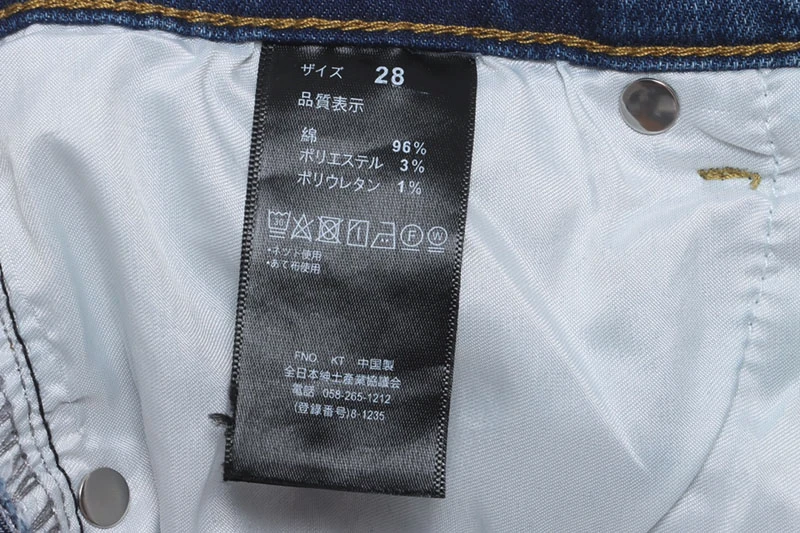 サイズ 28
品質表示
綿 96%
ポリエステル 3%
ポリウレタン 1%
30 F W
•ネット使用
•あて布使用
FNO. KT 中国製
全日本紳士産業協議会
電話 058-265-1212
(登録番号)8-1235